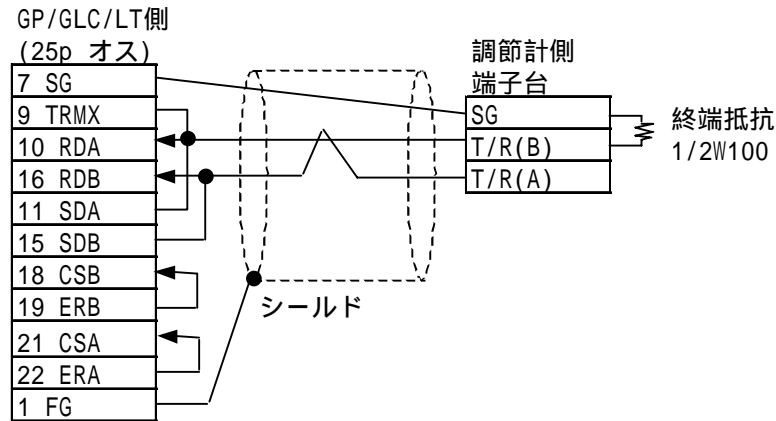 GP/GLC/LT側
(25p オス)
7 SG
9 TRMX
10 RDA
16 RDB
11 SDA
15 SDB
18 CSB
19 ERB
21 CSA
22 ERA
1 FG
シールド
調節計側
端子台
SG
T/R(B)
T/R(A)
終端抵抗
1/2W100